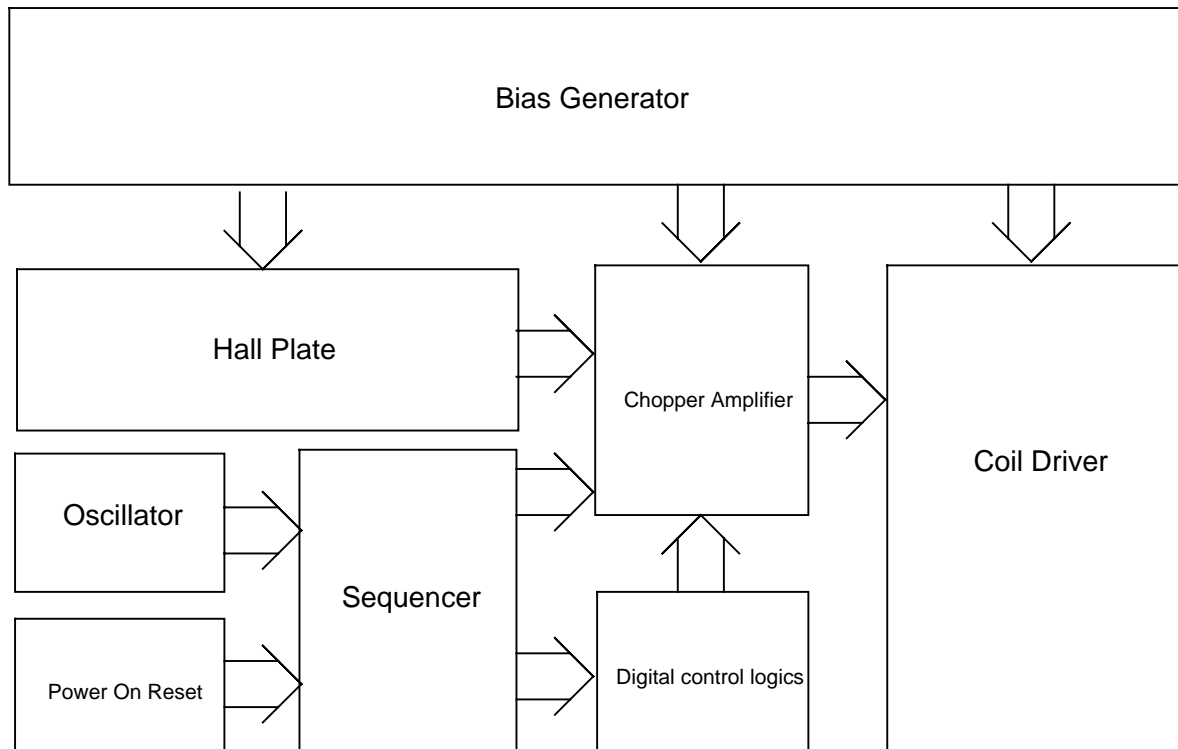 Bias Generator
Hall Plate
Chopper Amplifier
Coil Driver
Oscillator
Sequencer
Power On Reset
Digital control logics